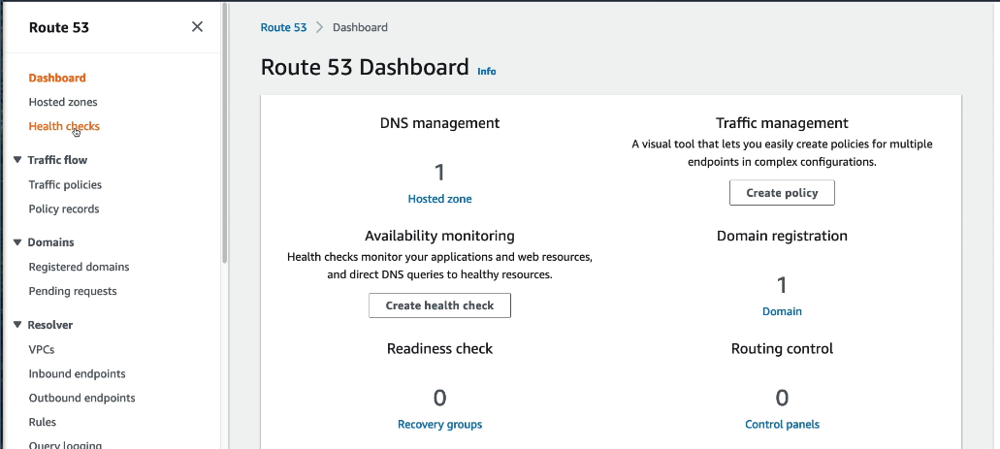 Route 53
Dashboard
Hosted zones
Health checks
Traffic flow
Traffic policies
Policy records
Domains
Registered domains
Pending requests
Resolver
VPCs
Inbound endpoints
Outbound endpoints
Rules
Query logging
Route 53 > Dashboard
Route 53 Dashboard Info
DNS management
1
Hosted zone
Traffic management
A visual tool that lets you easily create policies for multiple
endpoints in complex configurations.
Create policy
Availability monitoring
Health checks monitor your applications and web resources,
and direct DNS queries to healthy resources.
Create health check
Domain registration
1
Domain
Readiness check
0
Recovery groups
Routing control
0
Control panels